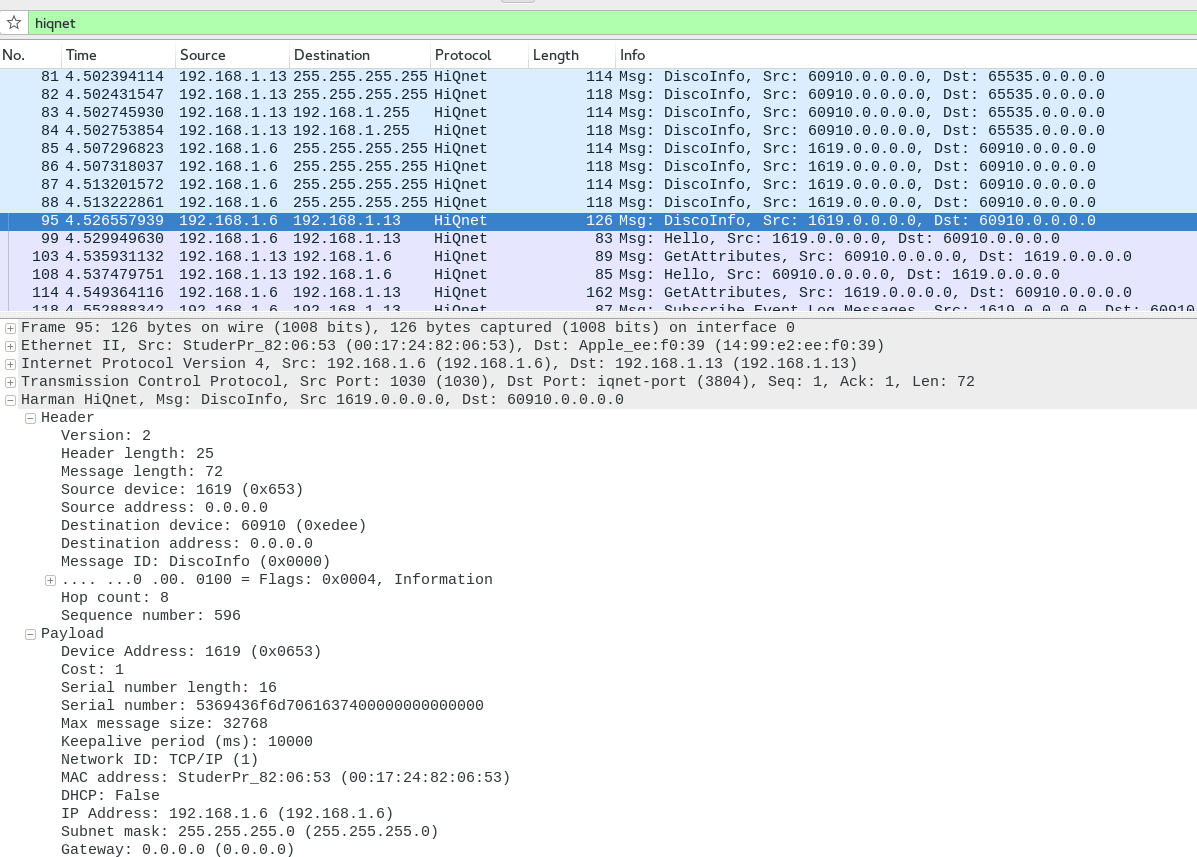 hiqnet
No. Time Source Destination Protocol Length Info
81 4.502394114 192.168.1.13 255.255.255.255 HiQnet 114 Msg: DiscoInfo, Src: 60910.0.0.0.0, Dst: 65535.0.0.0.0
82 4.502431547 192.168.1.13 255.255.255.255 HiQnet 118 Msg: DiscoInfo, Src: 60910.0.0.0.0, Dst: 65535.0.0.0.0
83 4.502745930 192.168.1.13 192.168.1.255 HiQnet 114 Msg: DiscoInfo, Src: 60910.0.0.0.0, Dst: 65535.0.0.0.0
84 4.502753854 192.168.1.13 192.168.1.255 HiQnet 118 Msg: DiscoInfo, Src: 60910.0.0.0.0, Dst: 65535.0.0.0.0
85 4.507296823 192.168.1.6 255.255.255.255 HiQnet 114 Msg: DiscoInfo, Src: 1619.0.0.0.0, Dst: 60910.0.0.0.0
86 4.507318037 192.168.1.6 255.255.255.255 HiQnet 118 Msg: DiscoInfo, Src: 1619.0.0.0.0, Dst: 60910.0.0.0.0
87 4.513201572 192.168.1.6 255.255.255.255 HiQnet 114 Msg: DiscoInfo, Src: 1619.0.0.0.0, Dst: 60910.0.0.0.0
88 4.513222861 192.168.1.6 255.255.255.255 HiQnet 118 Msg: DiscoInfo, Src: 1619.0.0.0.0, Dst: 60910.0.0.0.0
95 4.526557939 192.168.1.6 192.168.1.13 HiQnet 126 Msg: DiscoInfo, Src: 1619.0.0.0.0, Dst: 60910.0.0.0.0
99 4.529949630 192.168.1.6 192.168.1.13 HiQnet 83 Msg: Hello, Src: 1619.0.0.0.0, Dst: 60910.0.0.0.0
103 4.535931132 192.168.1.13 192.168.1.6 HiQnet 89 Msg: GetAttributes, Src: 60910.0.0.0.0, Dst: 1619.0.0.0.0
108 4.537479751 192.168.1.13 192.168.1.6 HiQnet 85 Msg: Hello, Src: 60910.0.0.0.0, Dst: 1619.0.0.0.0
114 4.549364116 192.168.1.6 192.168.1.13 HiQnet 162 Msg: GetAttributes, Src: 1619.0.0.0.0, Dst: 60910.0.0.0.0
118 4.552888342 192.168.1.6 192.168.1.13 HiQnet 87 Msg: Subscribe Event Log Messages, Src: 1619.0.0.0.0, Dst: 60910
Frame 95: 126 bytes on wire (1008 bits), 126 bytes captured (1008 bits) on interface 0
Ethernet II, Src: StuderPr_82:06:53 (00:17:24:82:06:53), Dst: Apple_ee:f0:39 (14:99:e2:ee:f0:39)
Internet Protocol Version 4, Src: 192.168.1.6 (192.168.1.6), Dst: 192.168.1.13 (192.168.1.13)
Transmission Control Protocol, Src Port: 1030 (1030), Dst Port: iqnet-port (3804), Seq: 1, Ack: 1, Len: 72
Harman HiQnet, Msg: DiscoInfo, Src 1619.0.0.0.0, Dst: 60910.0.0.0.0
Header
Version: 2
Header length: 25
Message length: 72
Source device: 1619 (0x653)
Source address: 0.0.0.0
Destination device: 60910 (0xedee)
Destination address: 0.0.0.0
Message ID: DiscoInfo (0x0000)
.... ...0 .00. 0100 = Flags: 0x0004, Information
Hop count: 8
Sequence number: 596
Payload
Device Address: 1619 (0x0653)
Cost: 1
Serial number length: 16
Serial number: 5369436f6d7061637400000000000000
Max message size: 32768
Keepalive period (ms): 10000
Network ID: TCP/IP (1)
MAC address: StuderPr_82:06:53 (00:17:24:82:06:53)
DHCP: False
IP Address: 192.168.1.6 (192.168.1.6)
Subnet mask: 255.255.255.0 (255.255.255.0)
Gateway: 0.0.0.0 (0.0.0.0)